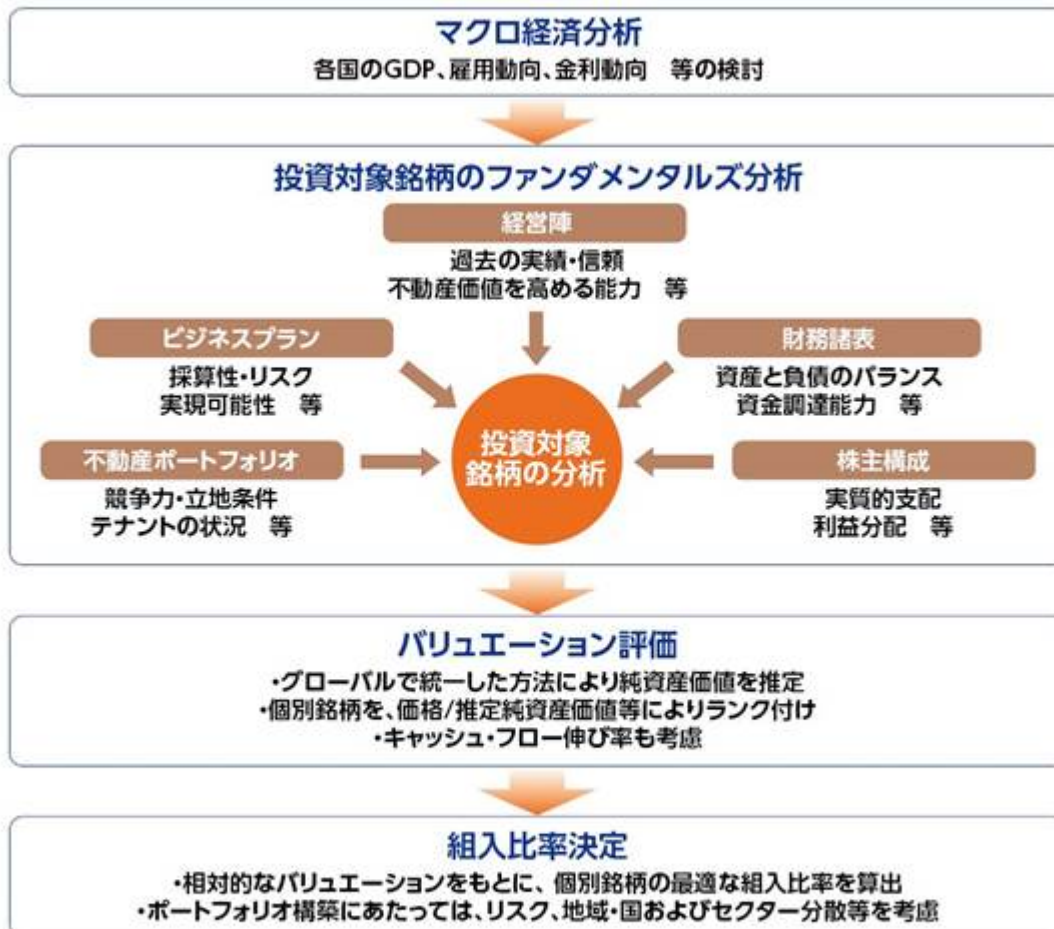 マクロ経済分析
各国のGDP、雇用動向、金利動向　等の検討
投資対象銘柄のファンダメンタルズ分析
経営陣
過去の実績・信頼
不動産価値を高める能力　等
ビジネスプラン
採算性・リスク
実現可能性　等
財務諸表
資産と負債のバランス
資金調達能力　等
不動産ポートフォリオ
競争力・立地条件
テナントの状況　等
投資対象
銘柄の分析
株主構成
実質的支配
利益分配　等
バリュエーション評価
・グローバルで統一した方法により純資産価値を推定
・個別銘柄を、価格/推定純資産価値等によりランク付け
・キャッシュ・フロー伸び率も考慮
組入比率決定
・相対的なバリュエーションをもとに、個別銘柄の最適な組入比率を算出
・ポートフォリオ構築にあたっては、リスク、地域・国およびセクター分散等を考慮